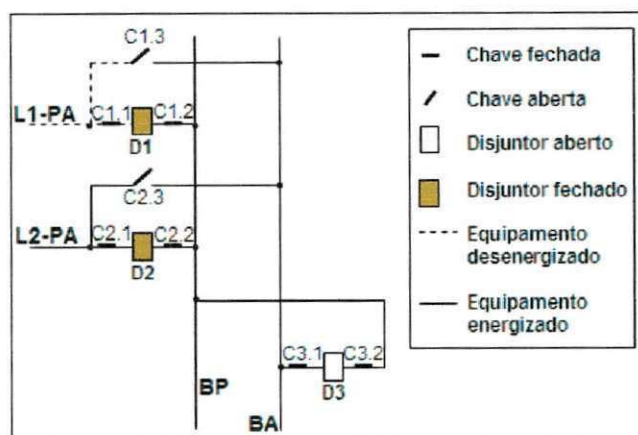 C1.3
L1-PA
C1.1
C1.2
D1
C2.3
L2-PA
C2.1
C2.2
D2
C3.1
C3.2
D3
BP
BA
Chave fechada
Chave aberta
Disjuntor aberto
Disjuntor fechado
Equipamento
desenergizado
Equipamento
energizado